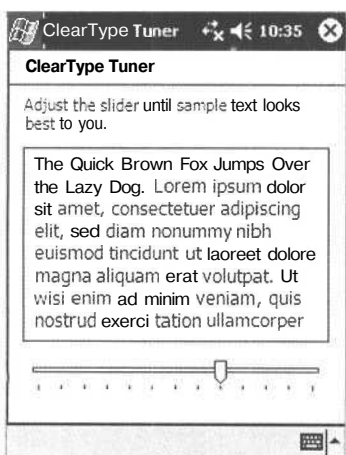 ClearType Tuner 10:35
ClearType Tuner
Adjust the slider until sample text looks
best to you.
The Quick Brown Fox Jumps Over
the Lazy Dog. Lorem ipsum dolor
sit amet, consectetuer adipiscing
elit, sed diam nonummy nibh
euismod tincidunt ut laoreet dolore
magna aliquam erat volutpat. Ut
wisi enim ad minim veniam, quis
nostrud exerci tation ullamcorper